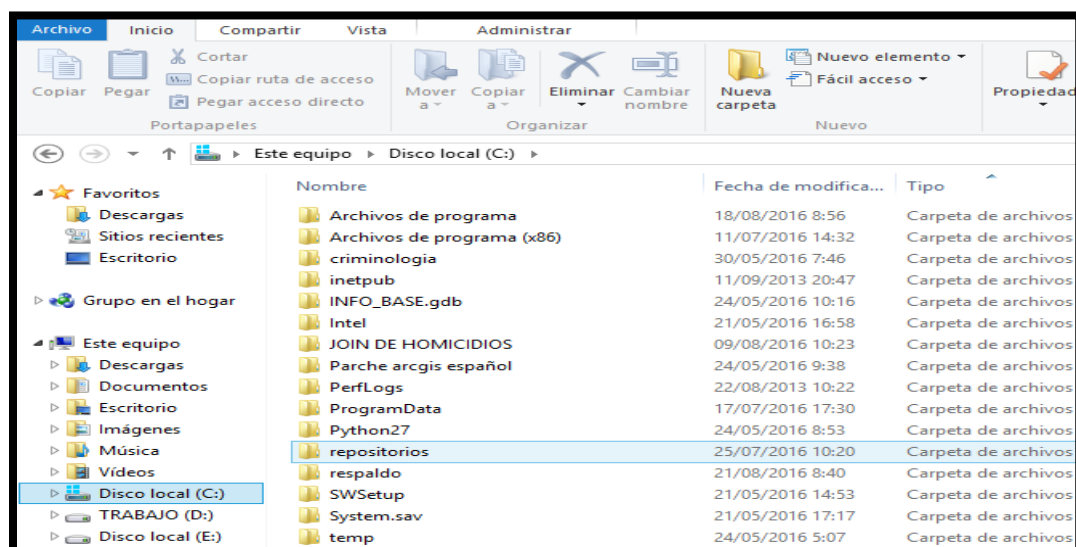 Archivo Inicio Compartir Vista Administrar
Copiar
Pegar
Cortar
Copiar ruta de acceso
Pegar acceso directo
Portapapeles
Mover a
Copiar a
Eliminar
Cambiar nombre
Organizar
Nueva carpeta
Nuevo elemento
Fácil acceso
Nuevo
Propiedad
Este equipo Disco local (C:)
Favoritos
Descargas
Sitios recientes
Escritorio
Grupo en el hogar
Este equipo
Descargas
Documentos
Escritorio
Imágenes
Música
Vídeos
Disco local (C:)
TRABAJO (D:)
Disco local (E:)
Nombre Fecha de modifica... Tipo
Archivos de programa 18/08/2016 8:56 Carpeta de archivos
Archivos de programa (x86) 11/07/2016 14:32 Carpeta de archivos
criminologia 30/05/2016 7:46 Carpeta de archivos
inetpub 11/09/2013 20:47 Carpeta de archivos
INFO_BASE.gdb 24/05/2016 10:16 Carpeta de archivos
Intel 21/05/2016 16:58 Carpeta de archivos
JOIN DE HOMICIDIOS 09/08/2016 10:23 Carpeta de archivos
Parche arcgis español 24/05/2016 9:38 Carpeta de archivos
PerfLogs 22/08/2013 10:22 Carpeta de archivos
ProgramData 17/07/2016 17:30 Carpeta de archivos
Python27 24/05/2016 8:53 Carpeta de archivos
repositorios 25/07/2016 10:20 Carpeta de archivos
respaldo 21/08/2016 8:40 Carpeta de archivos
SWSetup 21/05/2016 14:53 Carpeta de archivos
System.sav 21/05/2016 17:17 Carpeta de archivos
temp 24/05/2016 5:07 Carpeta de archivos